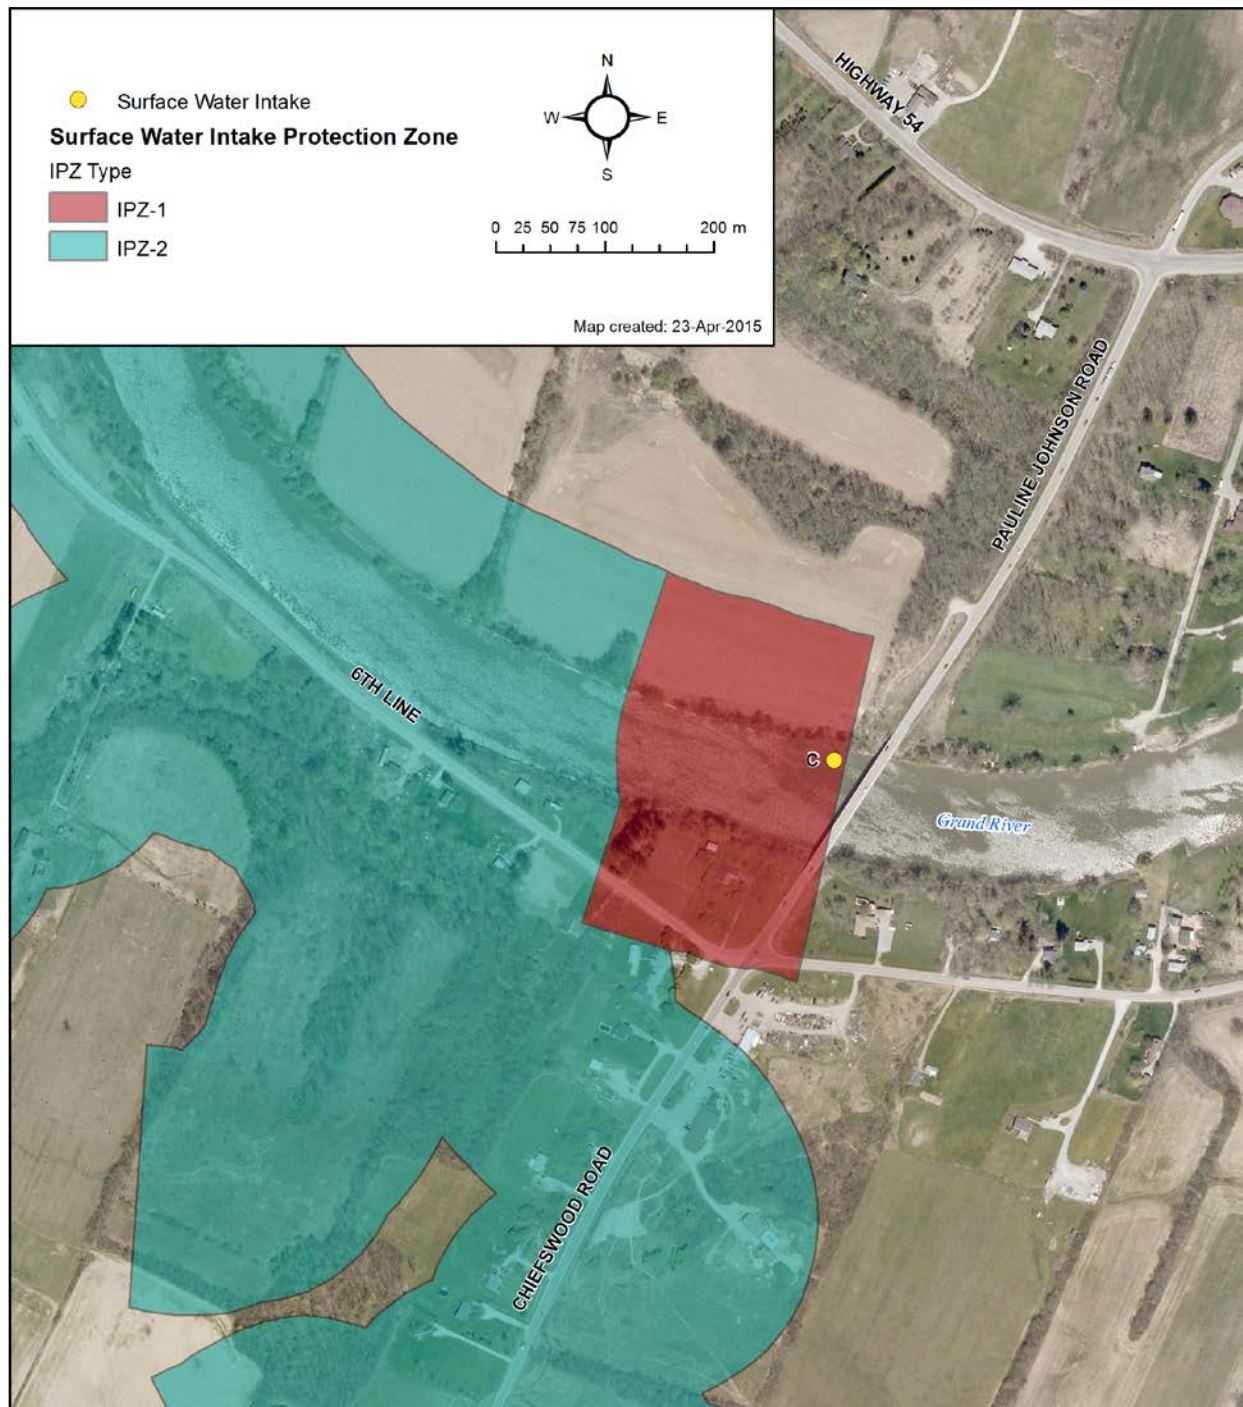 N
Surface Water Intake
W
E
Surface Water Intake Protection Zone
S
IPZ Type
IPZ-1
IPZ-2
0 25 50 75 100 200 m
Map created: 23-Apr-2015
HIGHWAY 54
PAULINE JOHNSON ROAD
6TH LINE
C
Grand River
CHIEFSWOOD ROAD